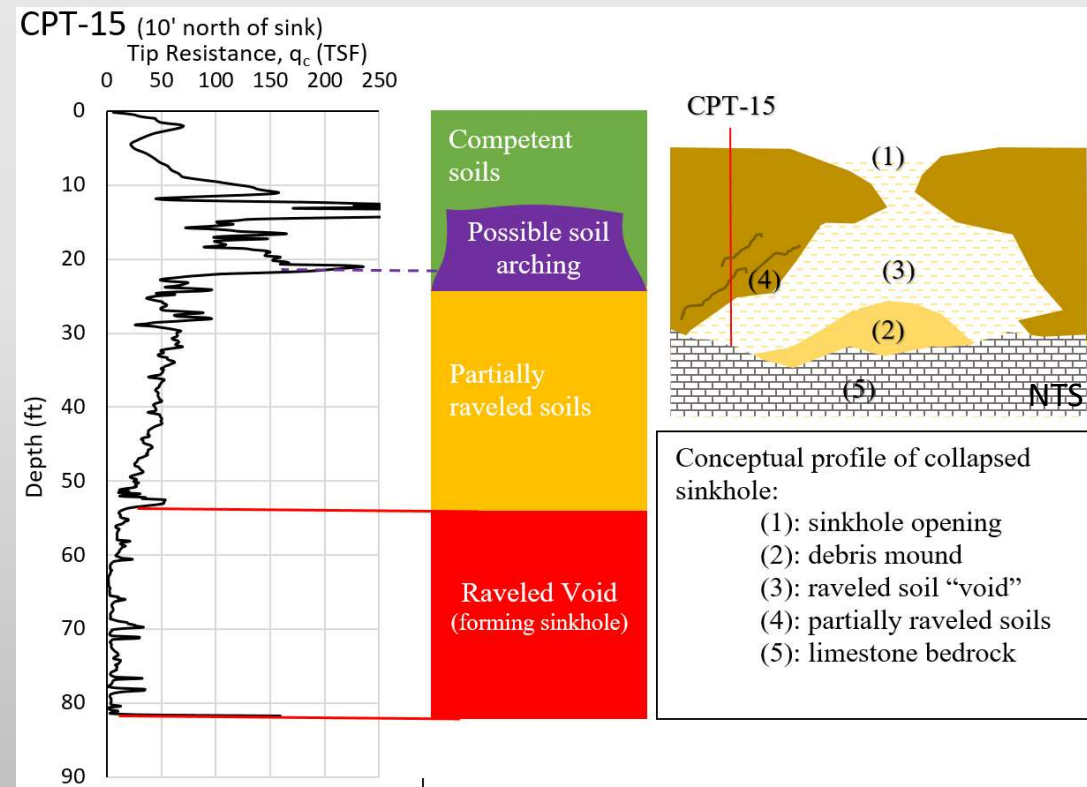 CPT-15 (10' north of sink)
Tip Resistance, qc (TSF)
0 50 100 150 200 250
0
10
20
30
40
50
60
70
80
90
Depth (ft)
Competent
soils
Possible soil
arching
Partially
raveled soils
Raveled Void
(forming sinkhole)
CPT-15
(1)
(3)
(4)
(2)
(5)
NTS
Conceptual profile of collapsed
sinkhole:
(1): sinkhole opening
(2): debris mound
(3): raveled soil “void”
(4): partially raveled soils
(5): limestone bedrock